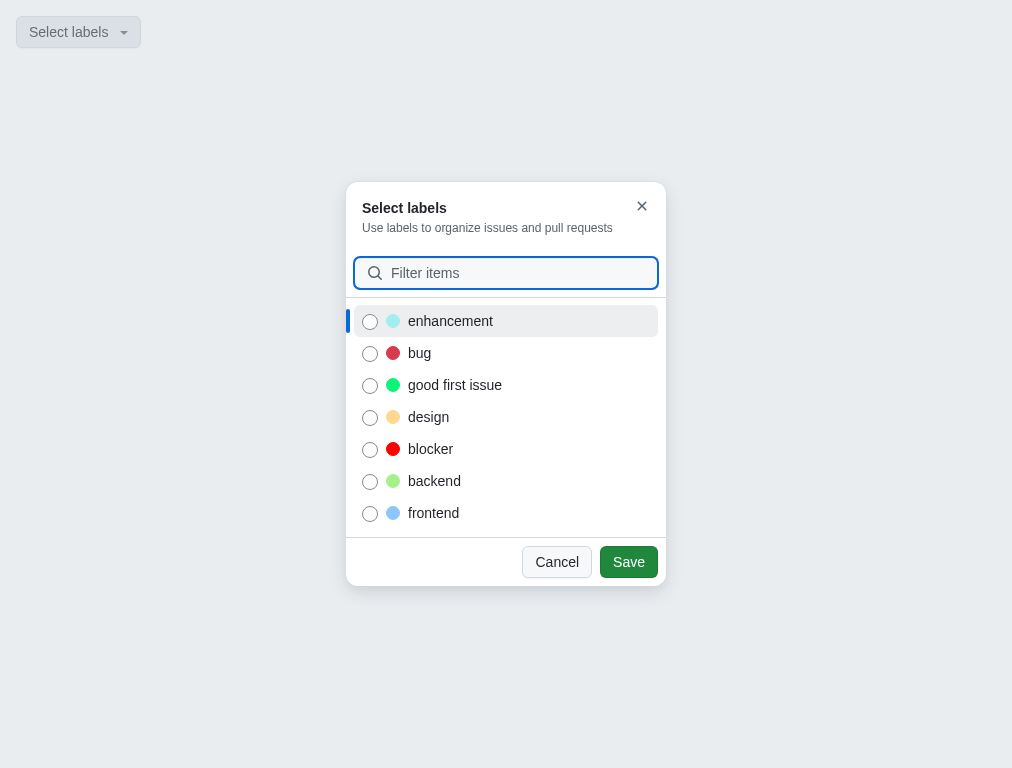 Select labels
Select labels
Use labels to organize issues and pull requests
Filter items
enhancement
bug
good first issue
design
blocker
backend
frontend
Cancel Save